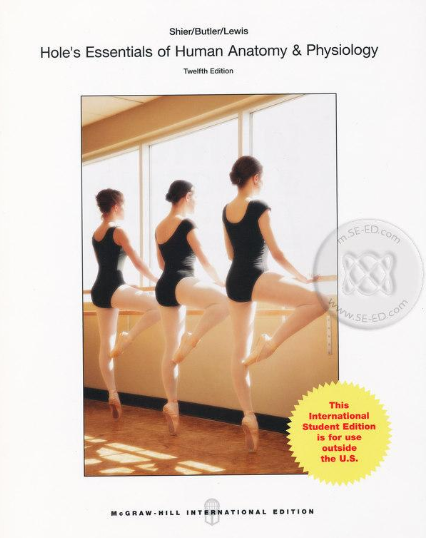 Shier/Butler/Lewis
Hole's Essentials of Human Anatomy & Physiology
Twelfth Edition
m.SE-ED.com
www.SE-ED.com
This
International
Student Edition
is for use
outside
the U.S.
McGRAW-HILL INTERNATIONAL EDITION